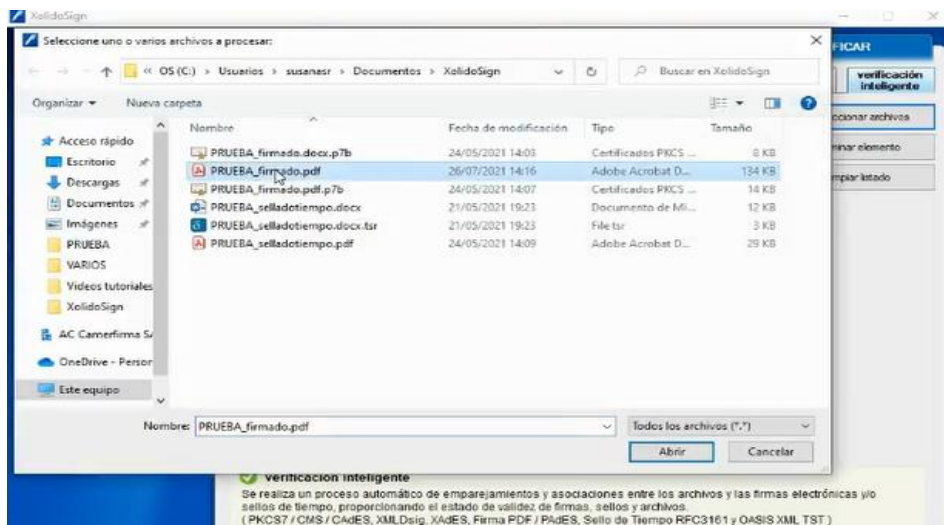 XolidoSign
Seleccione uno o varios archivos a procesar:
« OS (C:) > Usuarios > susanasr > Documentos > XolidoSign
Buscar en XolidoSign
Organizar
Nueva carpeta
Nombre
Fecha de modificación
Tipo
Tamaño
PRUEBA_firmado.docx.p7b 24/05/2021 14:03 Certificados PKCS ... 8 KB
PRUEBA_firmado.pdf 26/07/2021 14:16 Adobe Acrobat D... 134 KB
PRUEBA_firmado.pdf.p7b 24/05/2021 14:07 Certificados PKCS ... 14 KB
PRUEBA_selladotiempo.docx 21/05/2021 19:23 Documento de Mi... 12 KB
PRUEBA_selladotiempo.docx.tsr 21/05/2021 19:23 File tsr 3 KB
PRUEBA_selladotiempo.pdf 24/05/2021 14:09 Adobe Acrobat D... 29 KB
Acceso rápido
Escritorio
Descargas
Documentos
Imágenes
PRUEBA
VARIOS
Videos tutoriales
XolidoSign
AC Camerfirma SA
OneDrive - Person
Este equipo
Nombre: PRUEBA_firmado.pdf
Todos los archivos (*.*)
Abrir
Cancelar
FICAR
verificación
inteligente
ccionar archivos
minar elemento
mpiar listado
Verificación inteligente
Se realiza un proceso automático de emparejamientos y asociaciones entre los archivos y las firmas electrónicas y/o
sellos de tiempo, proporcionando el estado de validez de firmas, sellos y archivos.
( PKCS7 / CMS / CAdES, XMLDsig, XAdES, Firma PDF / PAdES, Sello de Tiempo RFC3161 y OASIS XML TST )